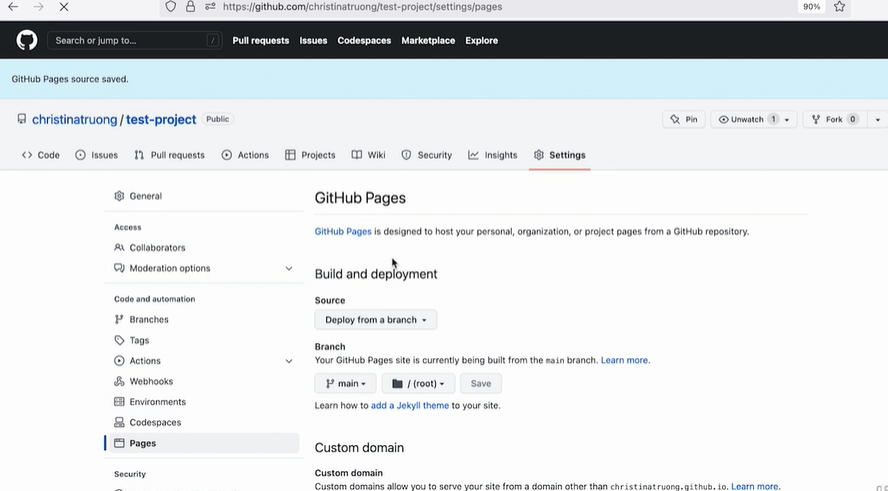 https://github.com/christinatruong/test-project/settings/pages 90%
Search or jump to... / Pull requests Issues Codespaces Marketplace Explore
GitHub Pages source saved.
christinatruong / test-project Public Pin Unwatch 1 Fork 0
Code Issues Pull requests Actions Projects Wiki Security Insights Settings
General
Access
Collaborators
Moderation options
Code and automation
Branches
Tags
Actions
Webhooks
Environments
Codespaces
Pages
Security
GitHub Pages
GitHub Pages is designed to host your personal, organization, or project pages from a GitHub repository.
Build and deployment
Source
Deploy from a branch
Branch
Your GitHub Pages site is currently being built from the main branch. Learn more.
main / (root) Save
Learn how to add a Jekyll theme to your site.
Custom domain
Custom domain
Custom domains allow you to serve your site from a domain other than christinatruong.github.io. Learn more.